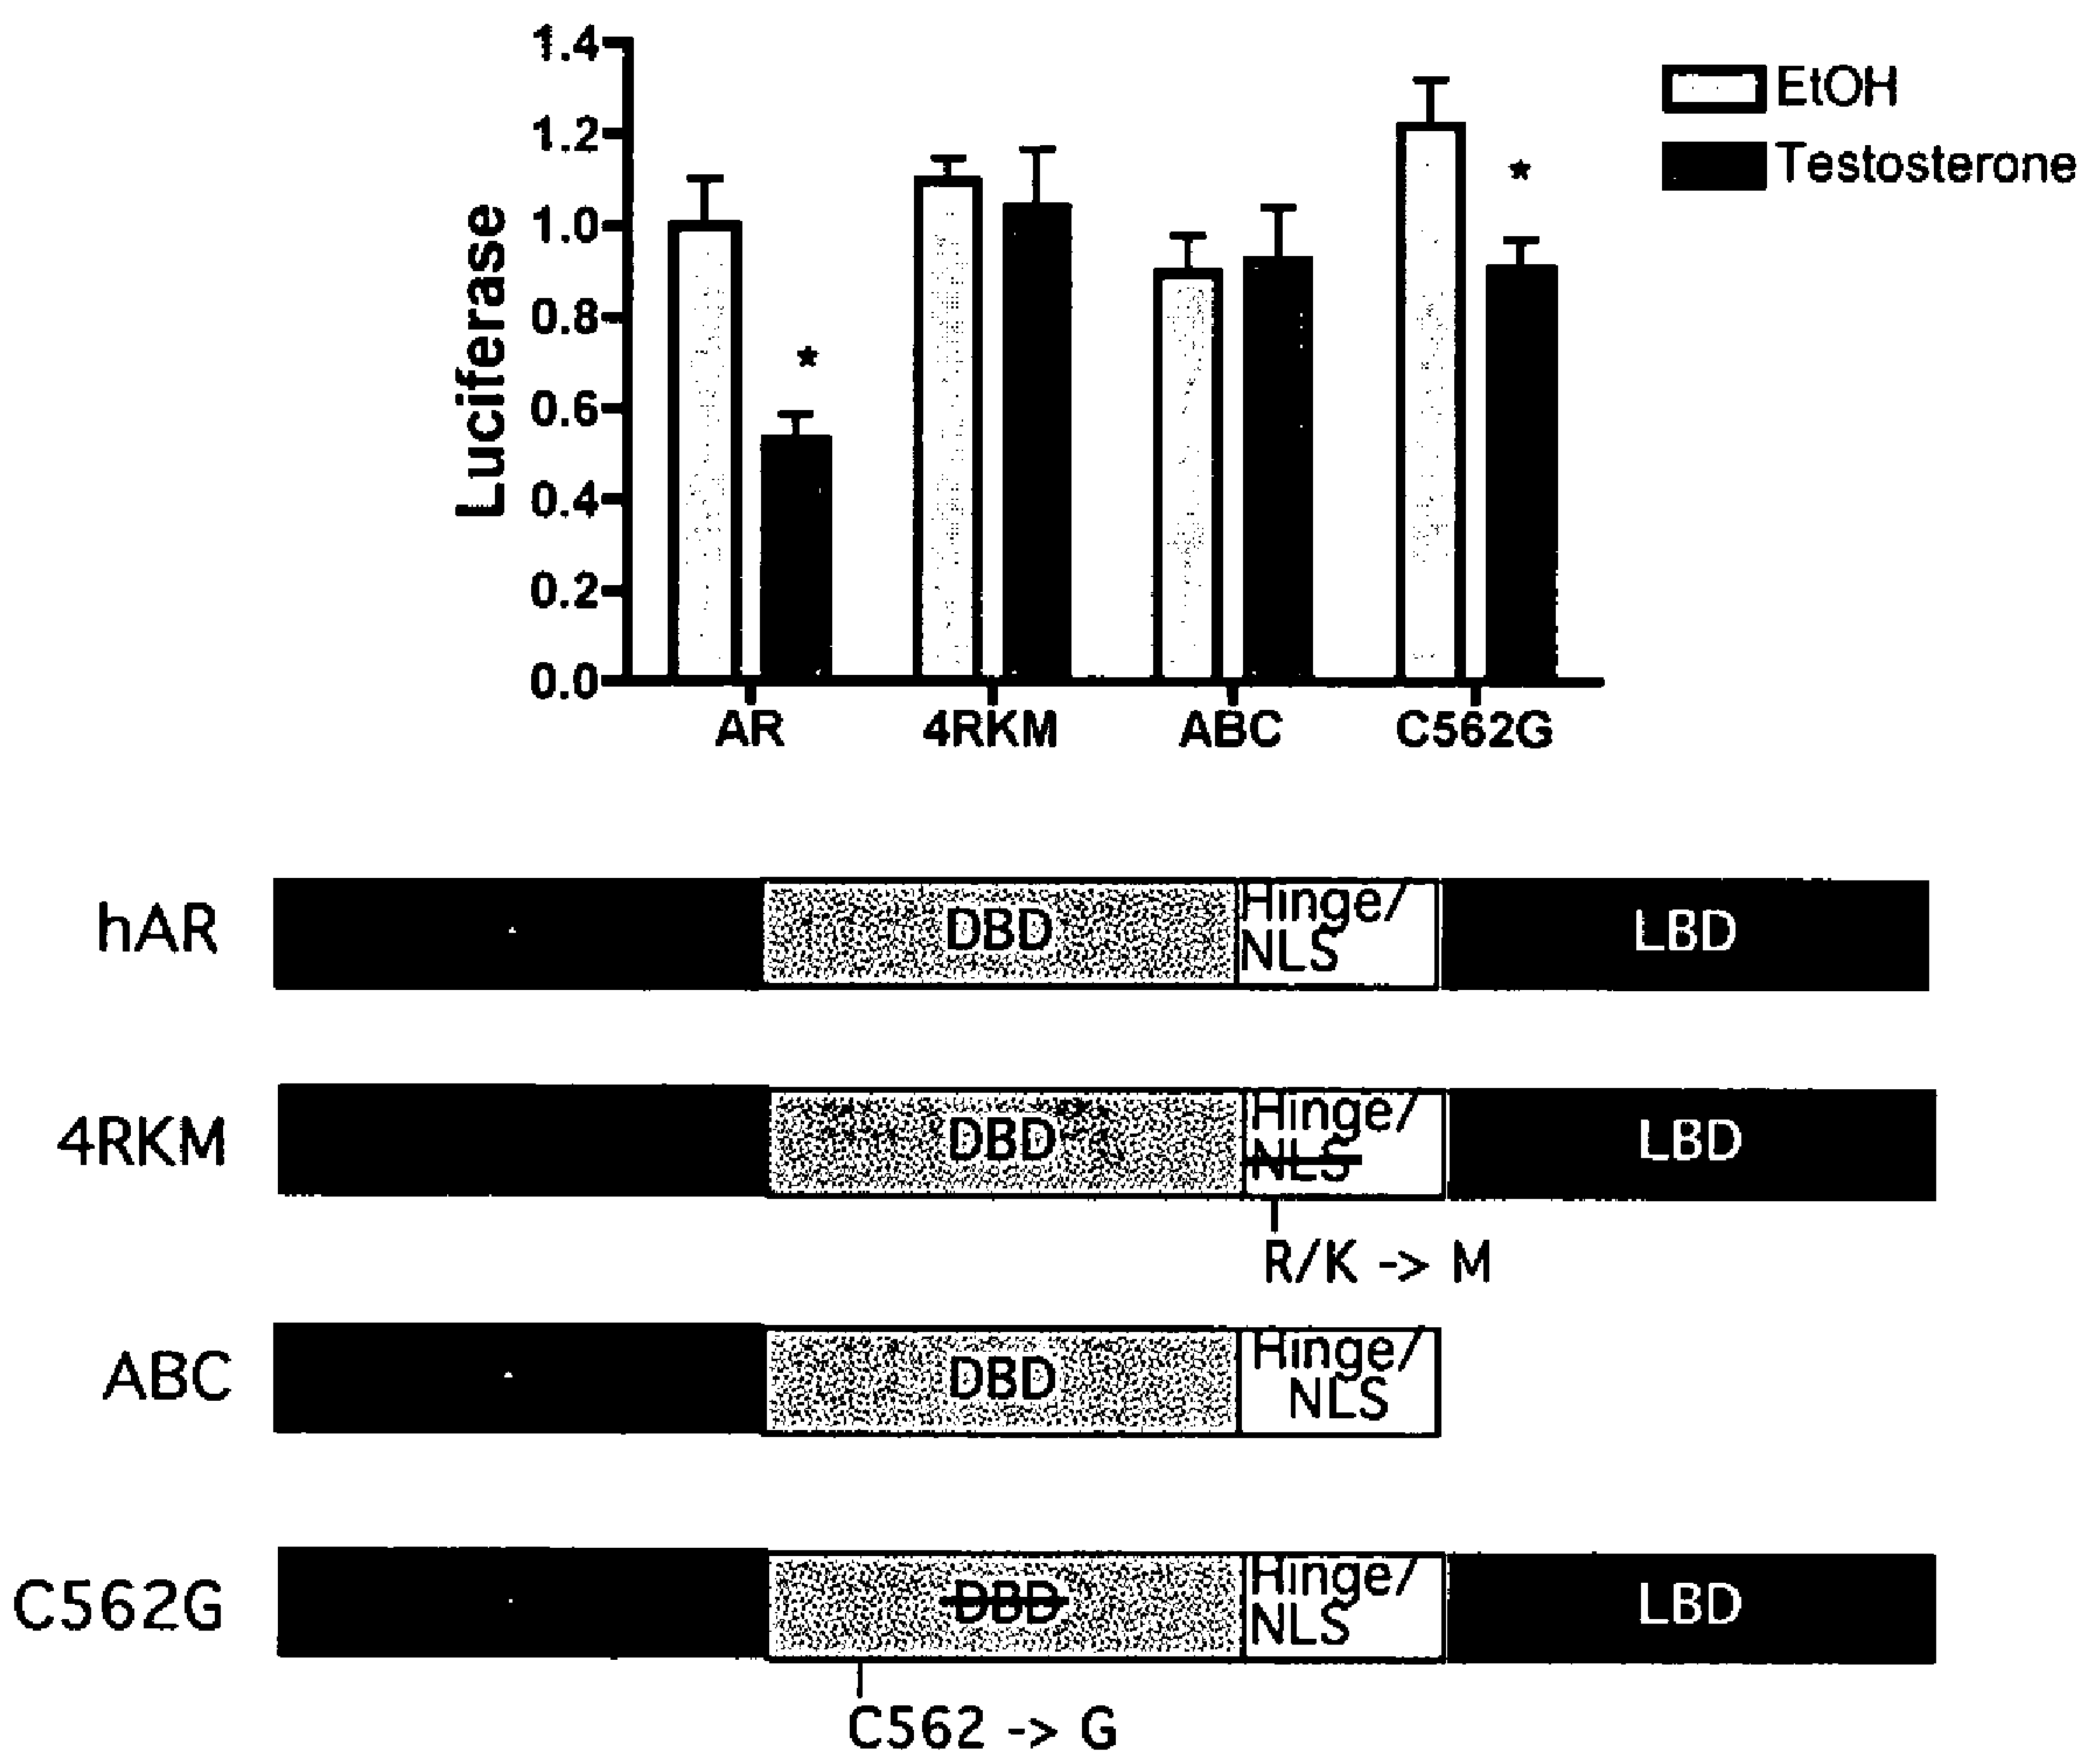 1.4
1.2
1.0
0.8
0.6
0.4
0.2
0.0
Luciferase
EtOH
Testosterone
*
*
AR 4RKM ABC C562G
hAR DBD Hinge/
NLS LBD
4RKM DBD Hinge/
NLS LBD
R/K -> M
ABC DBD Hinge/
NLS
C562G DBD Hinge/
NLS LBD
C562 -> G